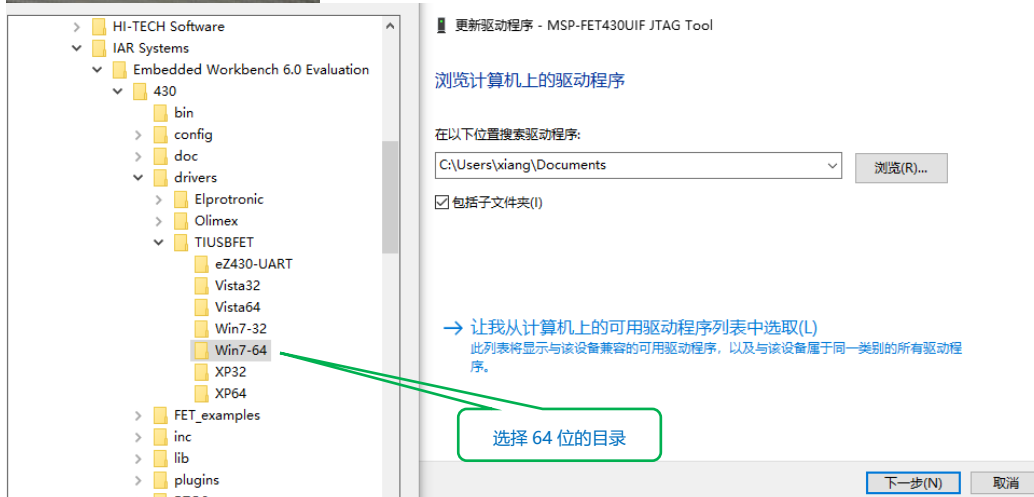 HI-TECH Software
IAR Systems
Embedded Workbench 6.0 Evaluation
430
bin
config
doc
drivers
Elprotronic
Olimex
TIUSBFET
eZ430-UART
Vista32
Vista64
Win7-32
Win7-64
XP32
XP64
FET_examples
inc
lib
plugins
更新驱动程序 - MSP-FET430UIF JTAG Tool
浏览计算机上的驱动程序
在以下位置搜索驱动程序:
C:\Users\xiang\Documents
浏览(R)...
包括子文件夹(I)
→ 让我从计算机上的可用驱动程序列表中选取(L)
此列表将显示与该设备兼容的可用驱动程序，以及与该设备属于同一类别的所有驱动程
序。
选择 64 位的目录
下一步(N)
取消